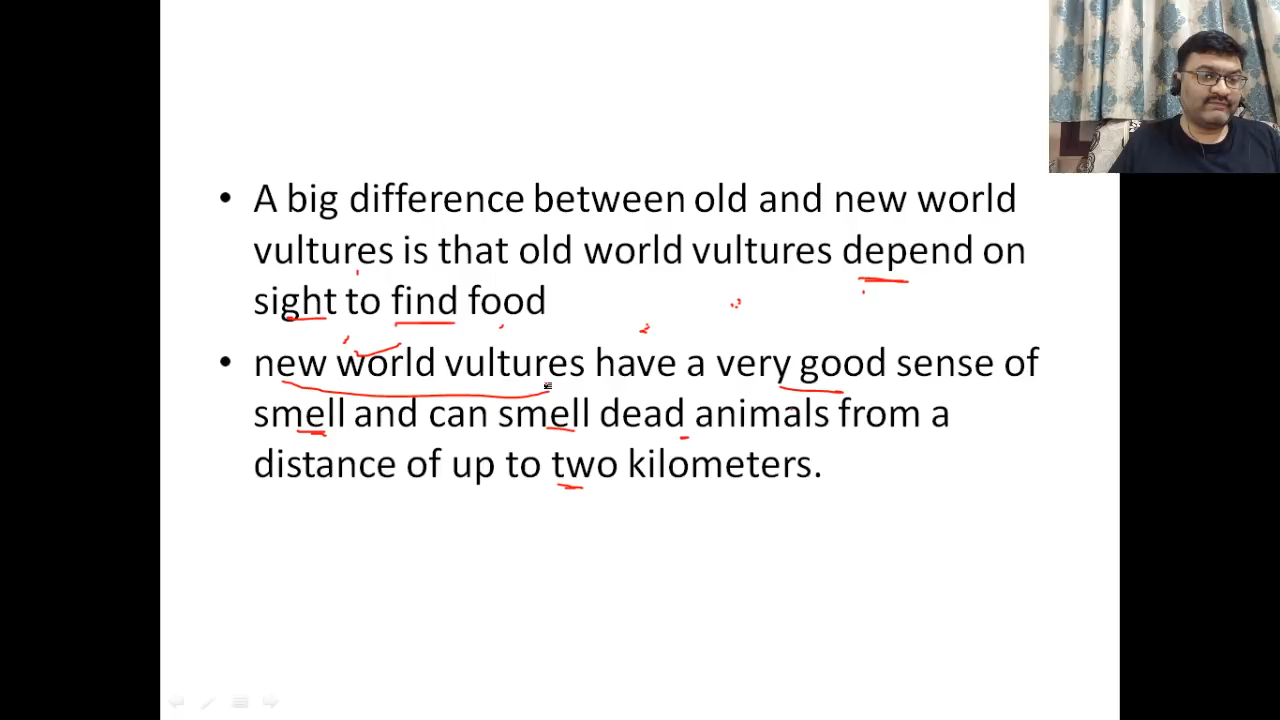 • A big difference between old and new world
vultures is that old world vultures depend on
sight to find food
• new world vultures have a very good sense of
smell and can smell dead animals from a
distance of up to two kilometers.